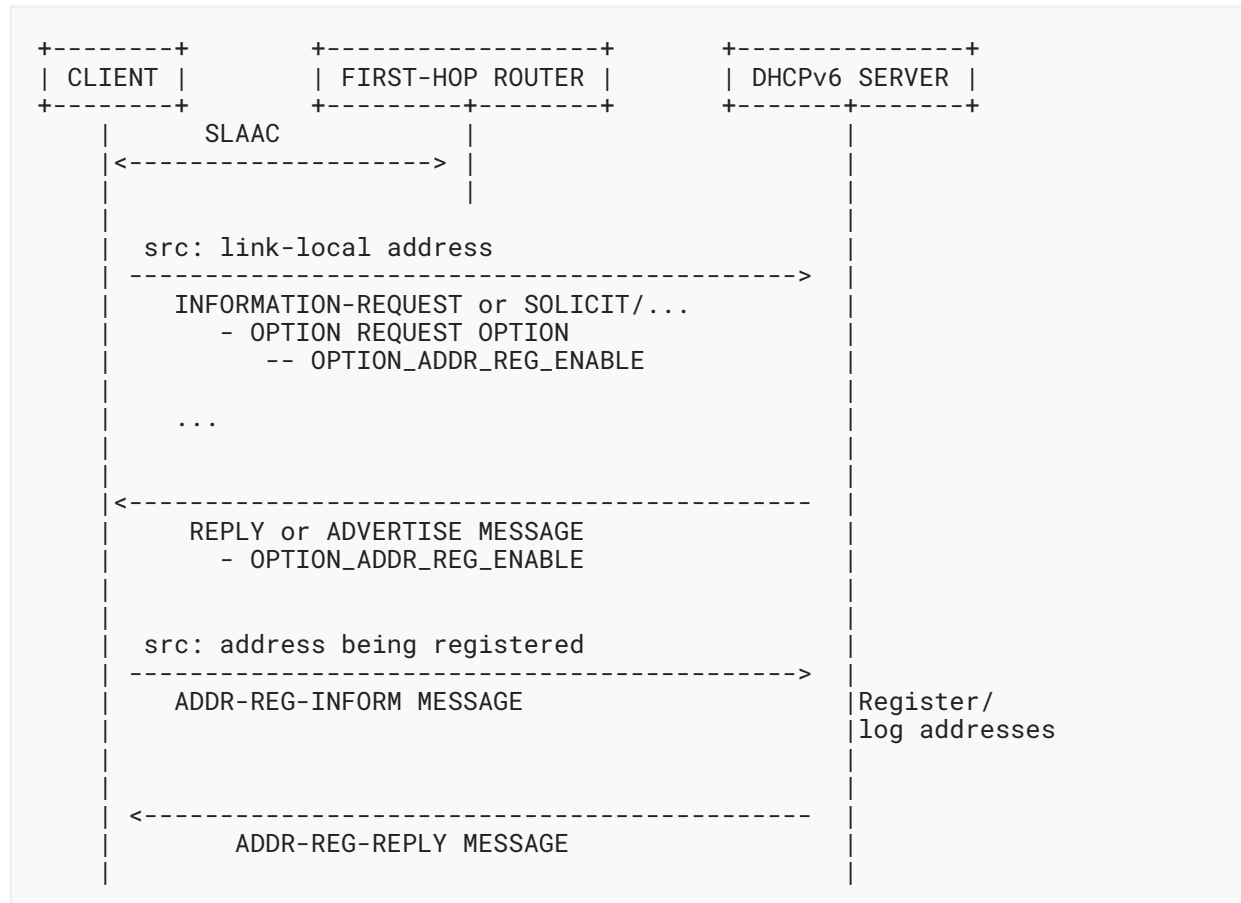 +--------+        +------------------+       +---------------+
| CLIENT |        | FIRST-HOP ROUTER |       | DHCPv6 SERVER |
+--------+        +---------+--------+       +-------+-------+
    |      SLAAC            |                        |
    |<--------------------> |                        |
    |                       |                        |
    |                                                |
    |  src: link-local address                       |
    | --------------------------------------------&gt; |
    |    INFORMATION-REQUEST or SOLICIT/...          |
    |       - OPTION REQUEST OPTION                  |
    |          -- OPTION_ADDR_REG_ENABLE             |
    |                                                |
    |    ...                                         |
    |                                                |
    |                                                |
    |<---------------------------------------------  |
    |     REPLY or ADVERTISE MESSAGE                 |
    |       - OPTION_ADDR_REG_ENABLE                 |
    |                                                |
    |                                                |
    |  src: address being registered                 |
    | --------------------------------------------> |
    |    ADDR-REG-INFORM MESSAGE                     |Register/
    |                                                |log addresses
    |                                                |
    |                                                |
    | <--------------------------------------------  |
    |        ADDR-REG-REPLY MESSAGE                  |
    |                                                |